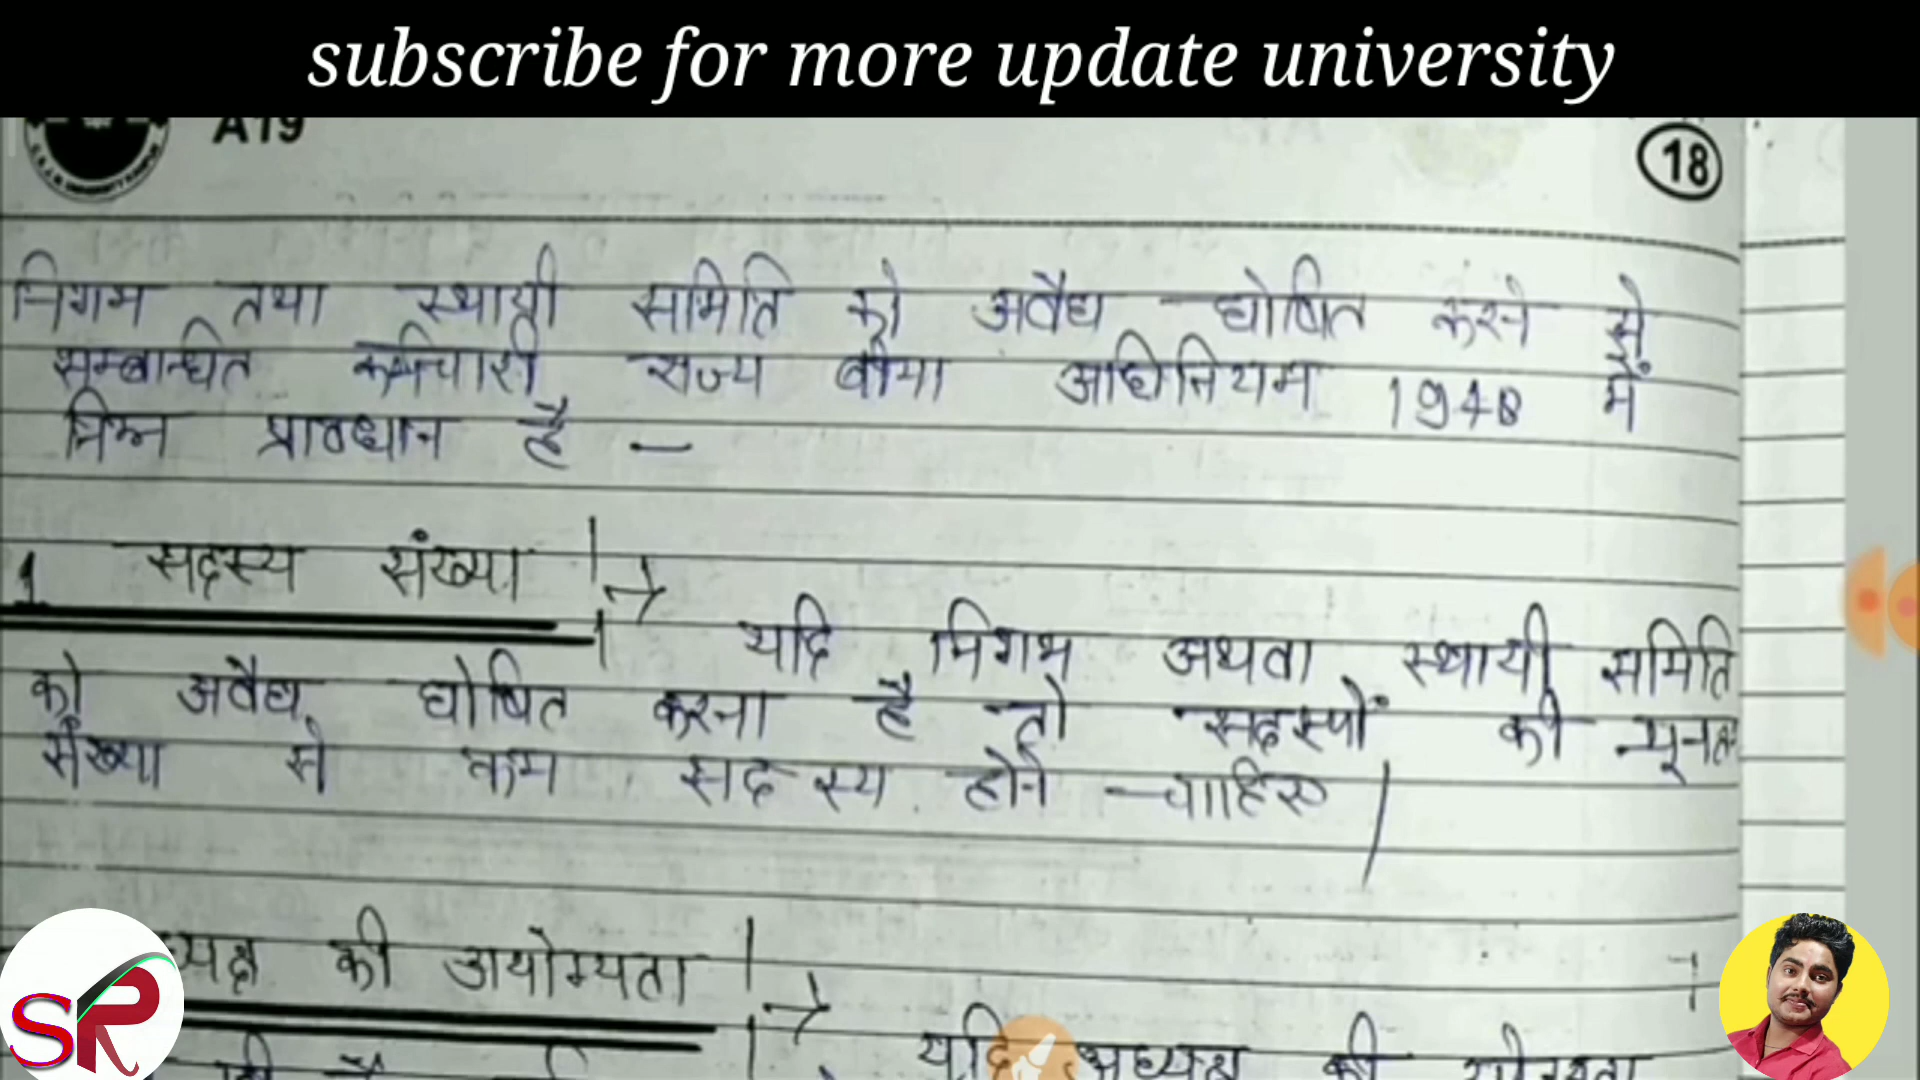 subscribe for more update university
A19
18
निगम तथा स्थायी समिति को अवैध घोषित करने से
सम्बन्धित कर्मचारी राज्य बीमा अधिनियम 1948 में
निम्न प्रावधान है -
1 सदस्य संख्या →
यदि निगम अथवा स्थायी समिति
को अवैध घोषित करना है तो सदस्यों की न्यूनतम
संख्या से कम सदस्य होने चाहिए |
की अयोग्यता →
यदि अध्यक्ष की
SR